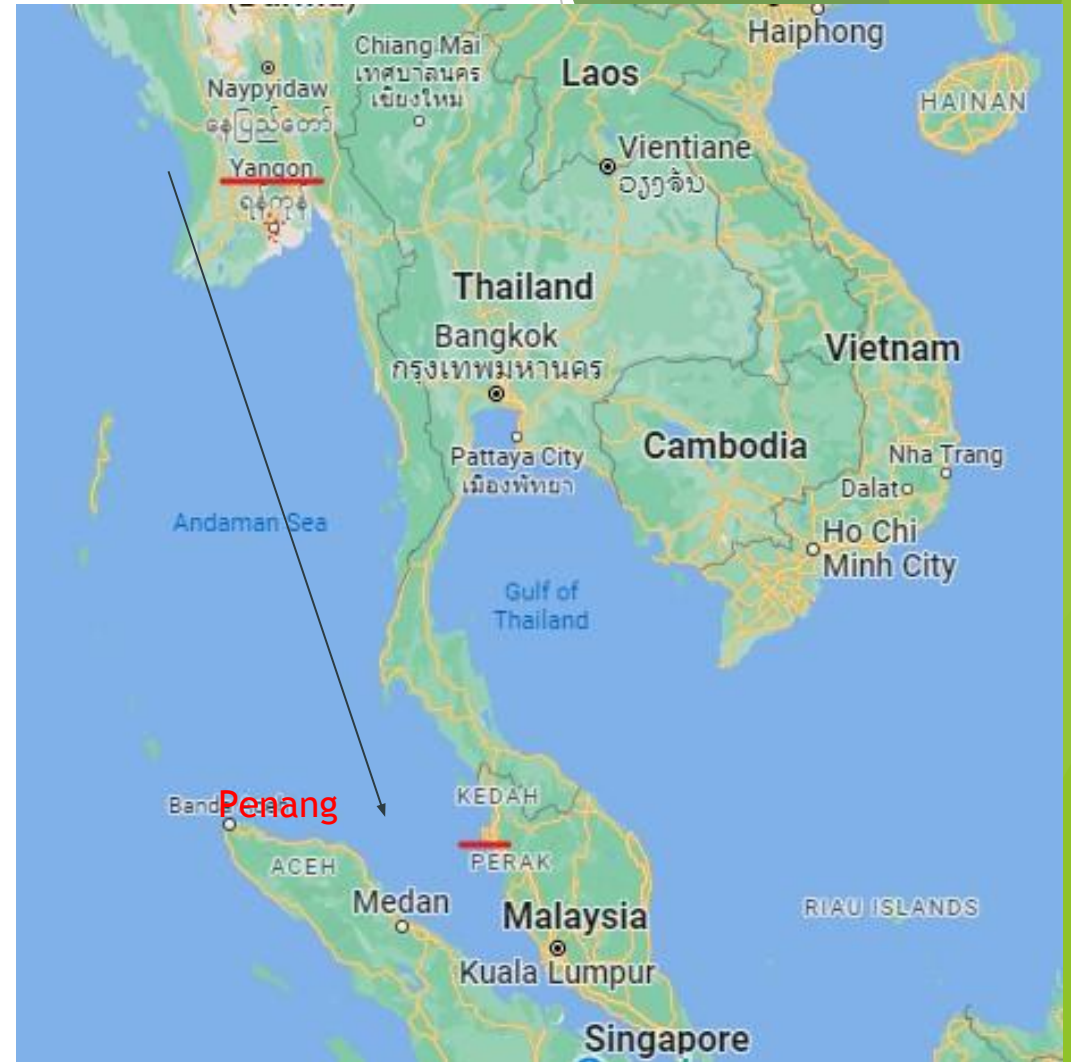 Haiphong
Chiang Mai
เทศบาลนคร
เชียงใหม่
Laos
HAINAN
Naypyidaw
နေပြည်တော်
Vientiane
ວຽງຈັນ
Yangon
ရန်ကုန်
Thailand
Bangkok
กรุงเทพมหานคร
Vietnam
Cambodia
Pattaya City
เมืองพัทยา
Nha Trang
Dalat
Andaman Sea
Ho Chi
Minh City
Gulf of
Thailand
KEDAH
Penang
PERAK
ACEH
Medan
Malaysia
RIAU ISLANDS
Kuala Lumpur
Singapore